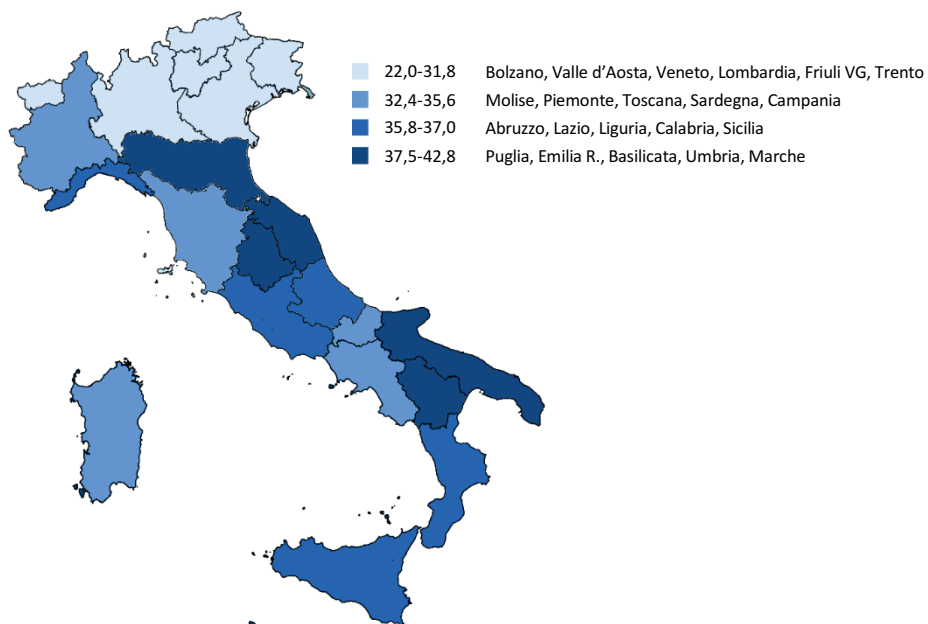 22,0-31,8 Bolzano, Valle d’Aosta, Veneto, Lombardia, Friuli VG, Trento
32,4-35,6 Molise, Piemonte, Toscana, Sardegna, Campania
35,8-37,0 Abruzzo, Lazio, Liguria, Calabria, Sicilia
37,5-42,8 Puglia, Emilia R., Basilicata, Umbria, Marche